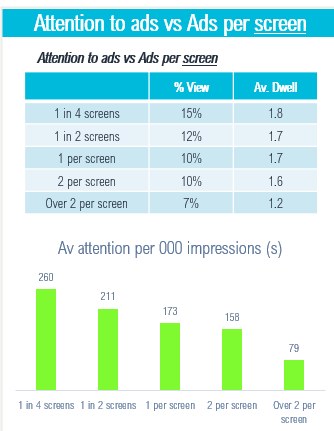 Attention to ads vs Ads per screen
Attention to ads vs Ads per screen
% View Av. Dwell
1 in 4 screens 15% 1.8
1 in 2 screens 12% 1.7
1 per screen 10% 1.7
2 per screen 10% 1.6
Over 2 per screen 7% 1.2
Av attention per 000 impressions (s)
260
211
173
158
79
1 in 4 screens 1 in 2 screens 1 per screen 2 per screen Over 2 per
screen